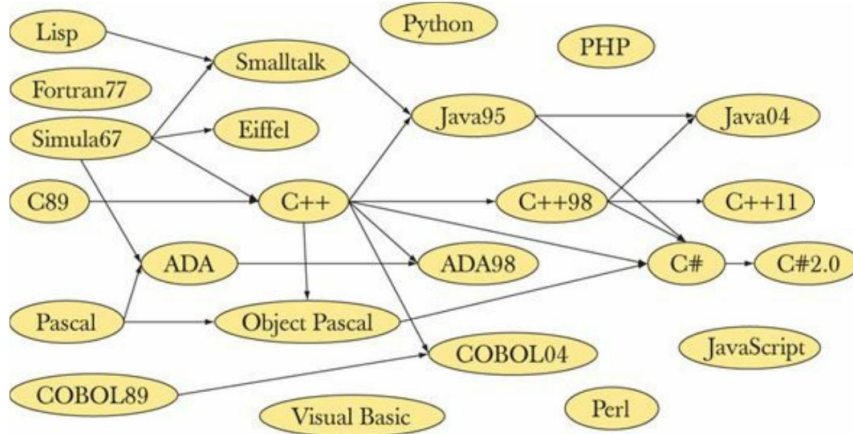 Lisp
Python
PHP
Smalltalk
Fortran77
Java95
Java04
Simula67
Eiffel
C89
C++
C++98
C++11
ADA
ADA98
C#
C#2.0
Pascal
Object Pascal
COBOL04
JavaScript
COBOL89
Visual Basic
Perl